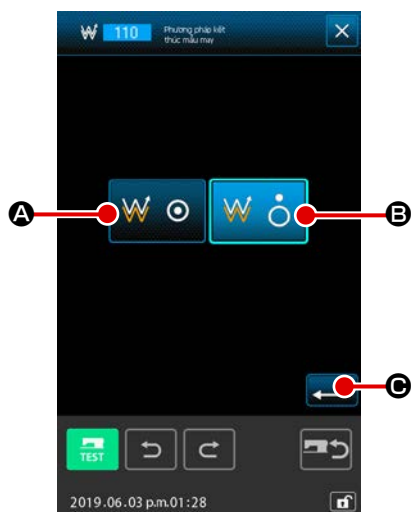 110 Phương pháp kết
thúc mẫu may
A
B
C
TEST
2019.06.03 p.m.01:28